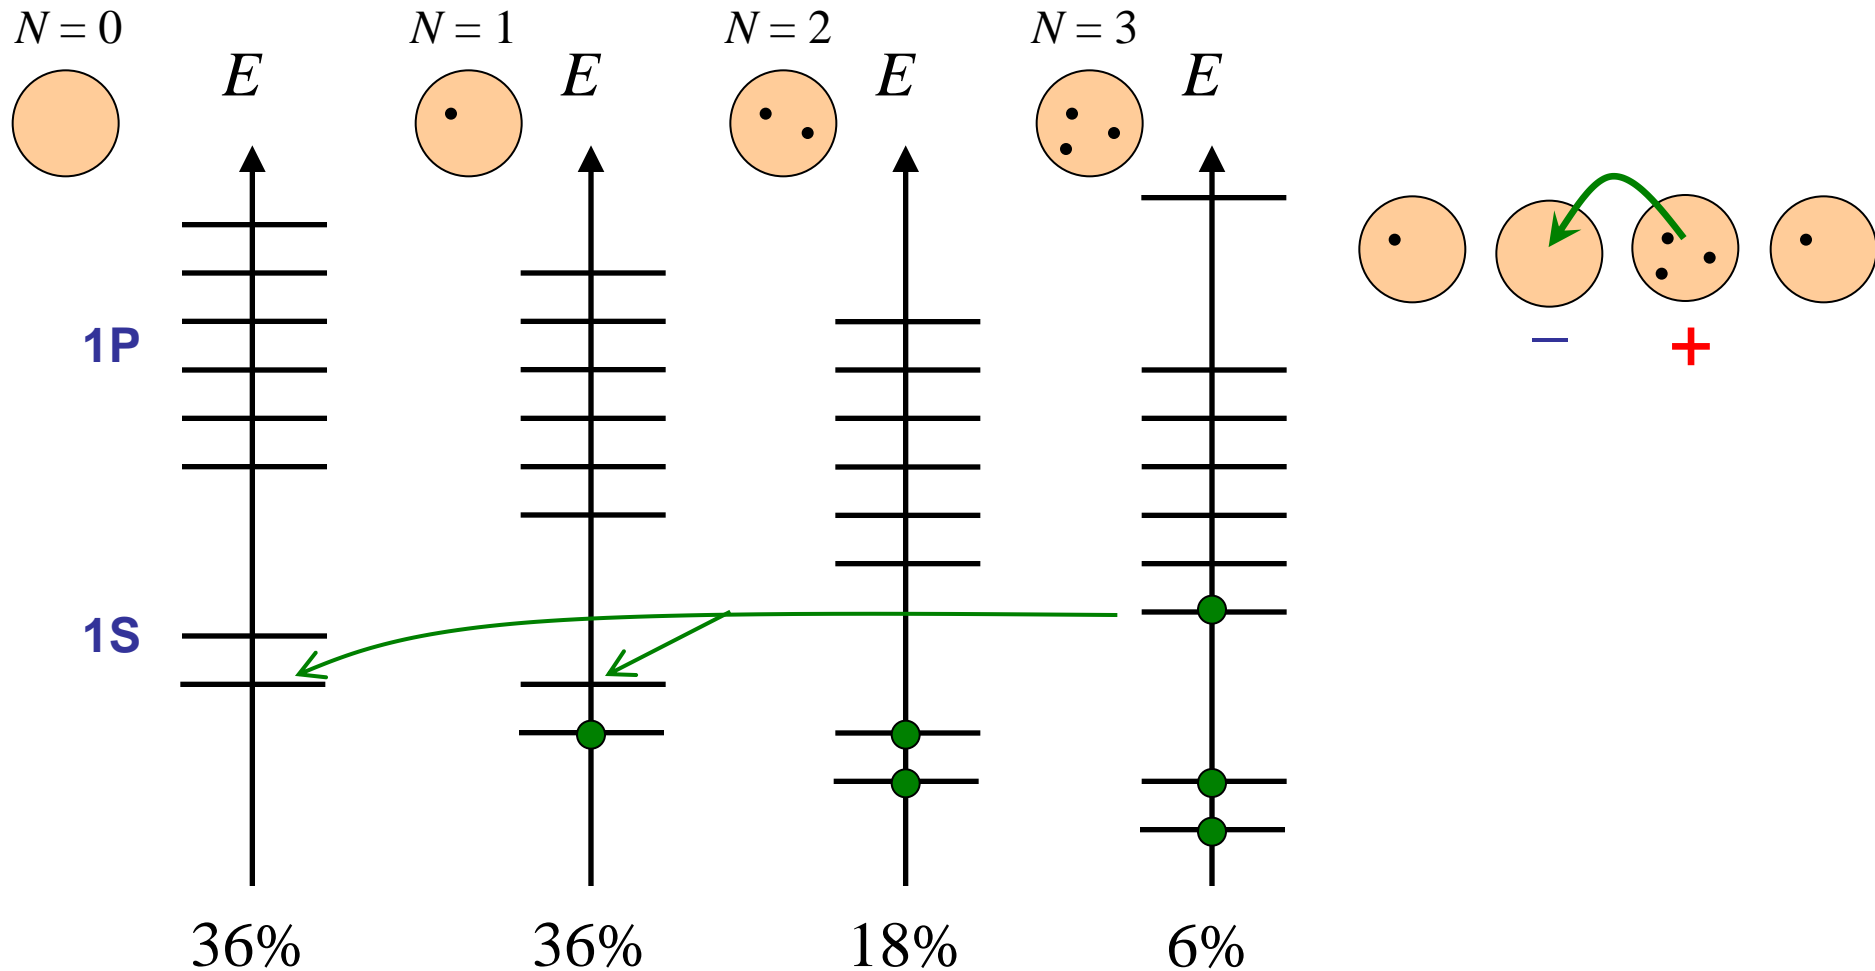 N = 0
N = 1
N = 2
N = 3
E
E
E
E
1P
– +
1S
36%
36%
18%
6%